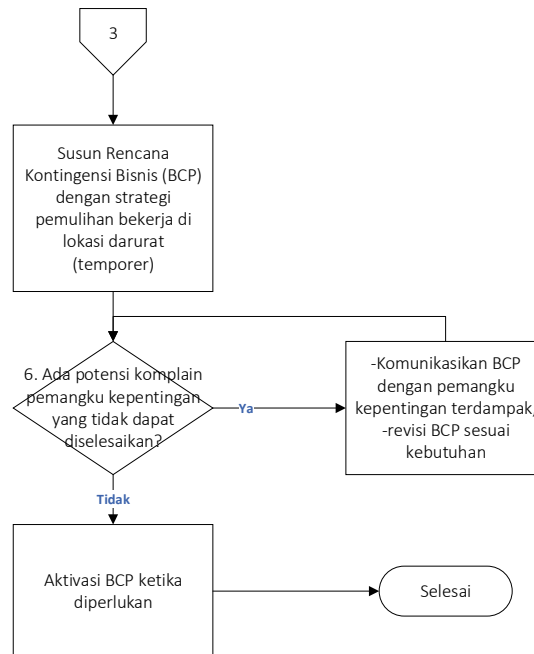 3
Susun Rencana
Kontingensi Bisnis (BCP)
dengan strategi
pemulihan bekerja di
lokasi darurat
(temporer)
6. Ada potensi komplain
pemangku kepentingan
yang tidak dapat
diselesaikan?
Ya
-Komunikasikan BCP
dengan pemangku
kepentingan terdampak,
-revisi BCP sesuai
kebutuhan
Tidak
Aktivasi BCP ketika
diperlukan
Selesai